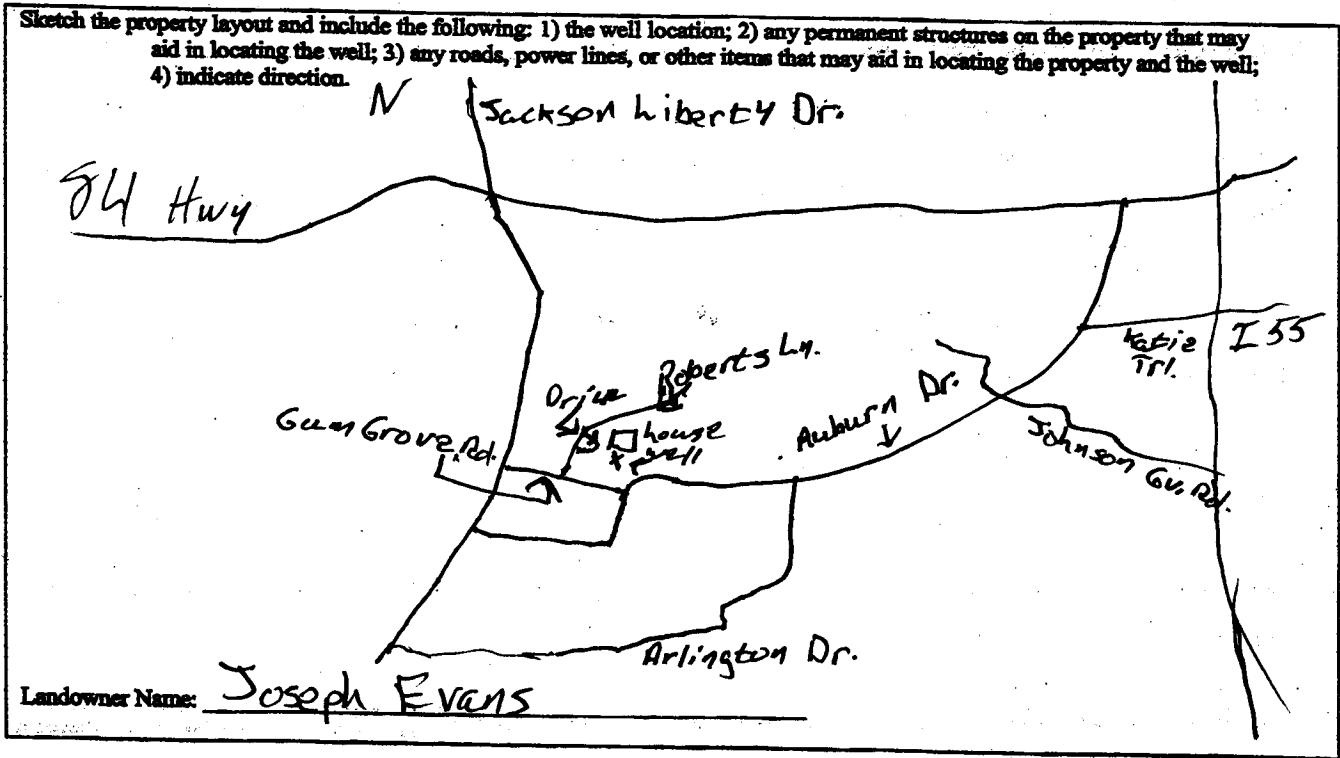 Sketch the property layout and include the following: 1) the well location; 2) any permanent structures on the property that may
aid in locating the well; 3) any roads, power lines, or other items that may aid in locating the property and the well;
4) indicate direction.
N
Jackson Liberty Dr.
84 Hwy
I 55
Katie
Trl.
Roberts Ln.
Drive
Auburn Dr.
Gum Grove Rd.
house
well
Johnson Gv. Rd.
Arlington Dr.
Landowner Name: Joseph Evans